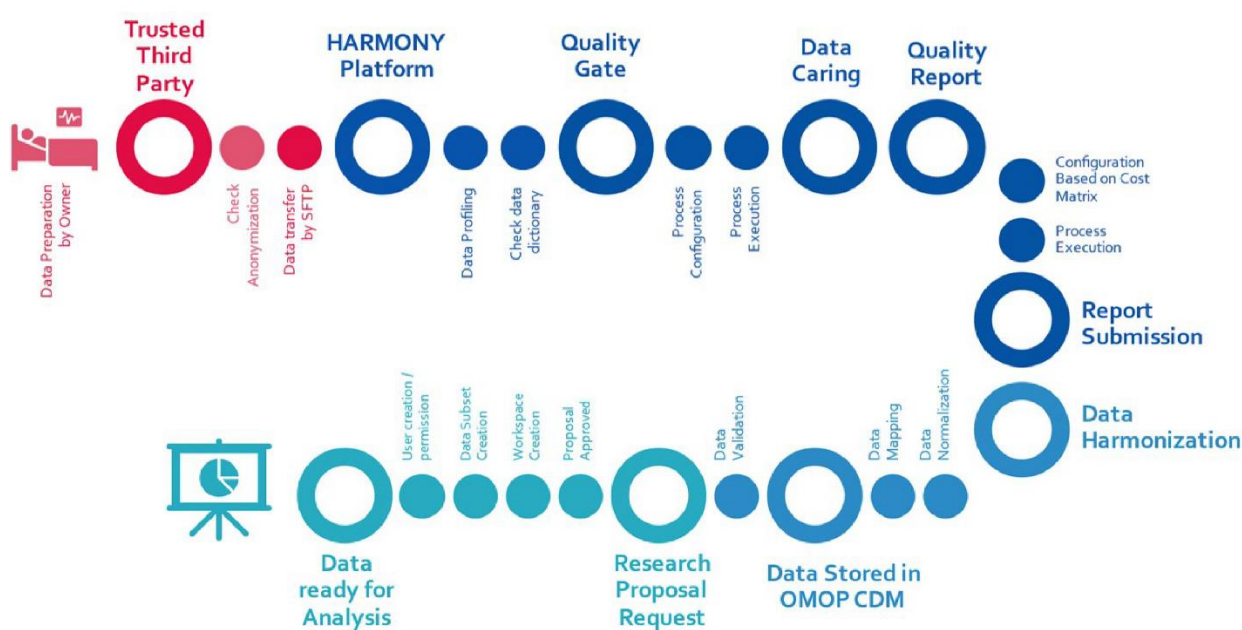 Trusted
Third
Party
HARMONY
Platform
Quality
Gate
Data
Caring
Quality
Report
Data Preparation
by Owner
Check
Anonymization
Data transfer
by SFTP
Data Profiling
Check data
dictionary
Process
Configuration
Process
Execution
Configuration
Based on Cost
Matrix
Process
Execution
Report
Submission
Data
Harmonization
User creation /
permission
Data Subset
Creation
Workspace
Creation
Proposal
Approved
Data
Validation
Data
Mapping
Data
Normalization
Data
ready for
Analysis
Research
Proposal
Request
Data Stored in
OMOP CDM